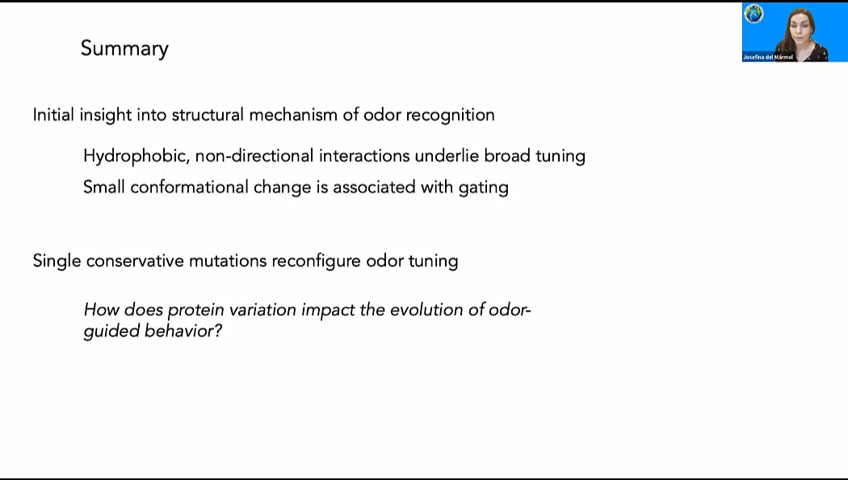 Summary
Josefina del Mármol
Initial insight into structural mechanism of odor recognition
Hydrophobic, non-directional interactions underlie broad tuning
Small conformational change is associated with gating
Single conservative mutations reconfigure odor tuning
How does protein variation impact the evolution of odor-
guided behavior?